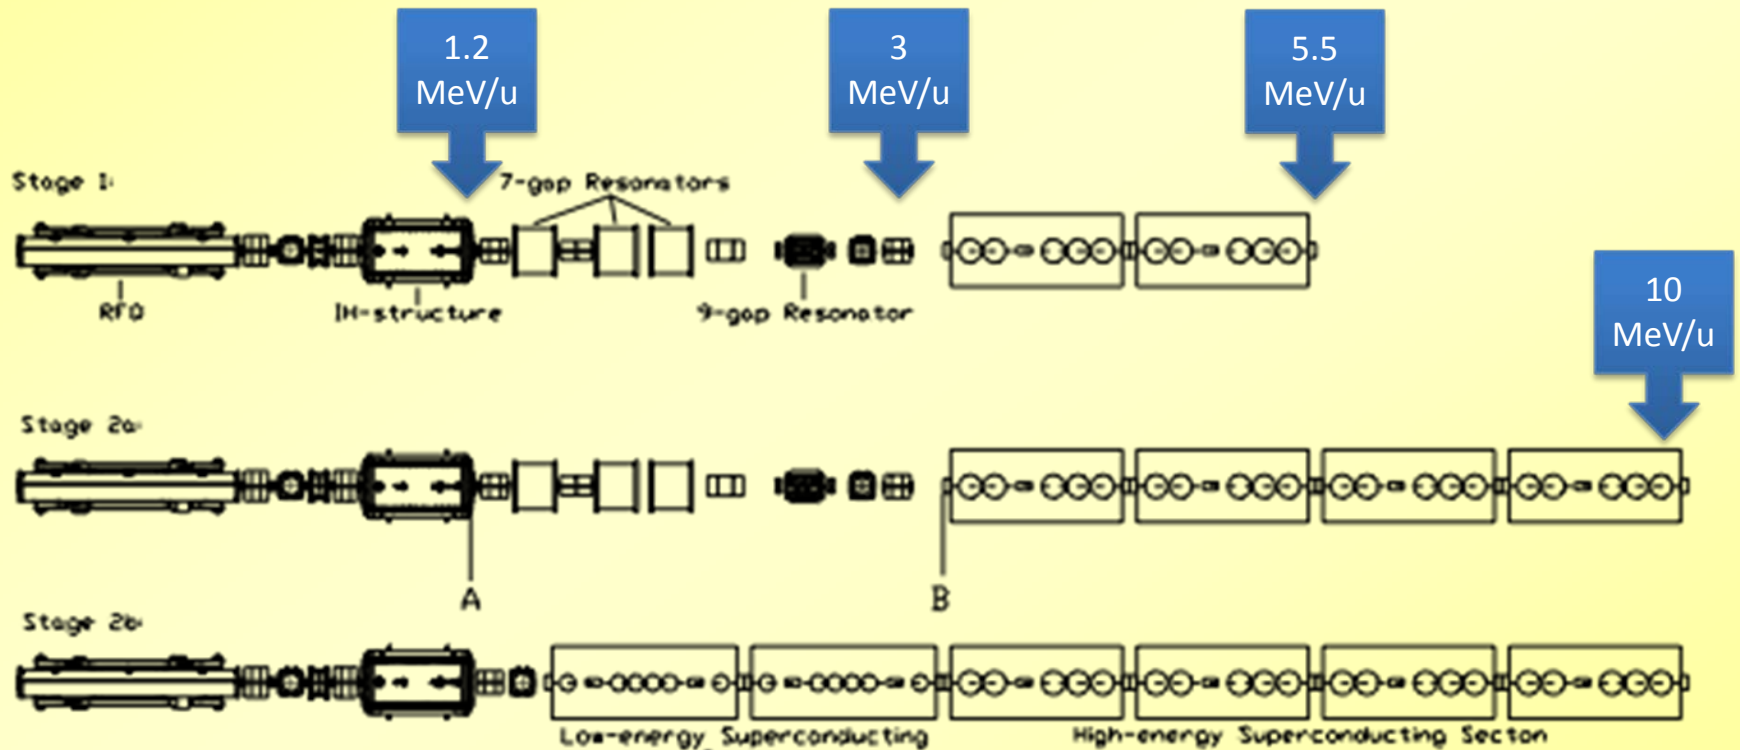 1.2
MeV/u
3
MeV/u
5.5
MeV/u
Stage 1:
7-gap Resonators
RFQ
IH-structure
9-gap Resonator
10
MeV/u
Stage 2a:
A
B
Stage 2b:
Low-energy Superconducting
High-energy Superconducting Secton